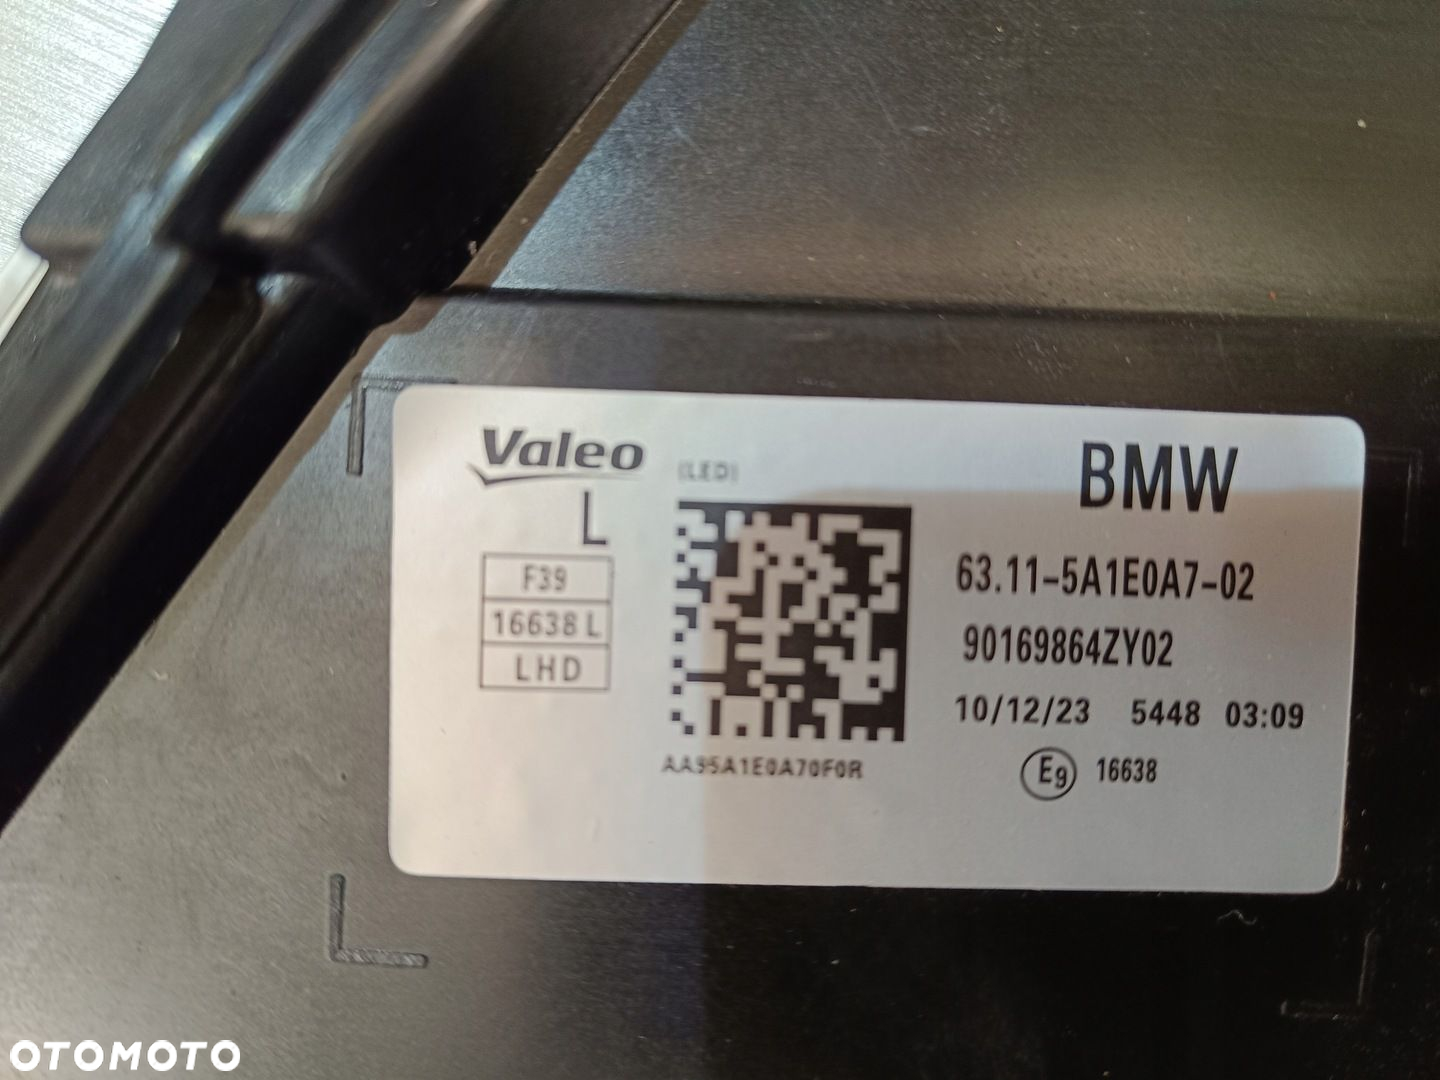 Valeo
(LED)
BMW
L
F39
16638 L
LHD
63.11-5A1E0A7-02
90169864ZY02
10/12/23 5448 03:09
AA95A1E0A70F0R
E9 16638
OTOMOTO